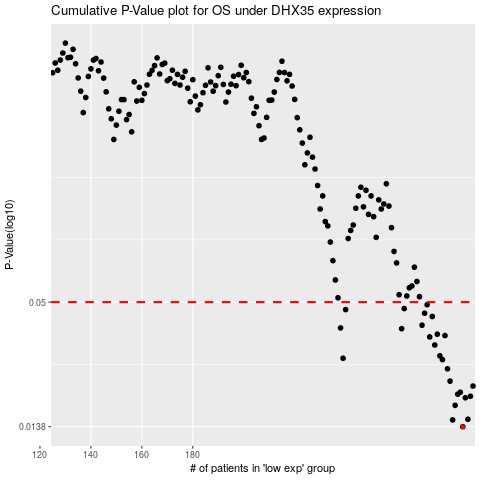 Cumulative P-Value plot for OS under DHX35 expression
P-Value(log10)
0.05
0.0138
120 140 160 180
# of patients in 'low exp' group